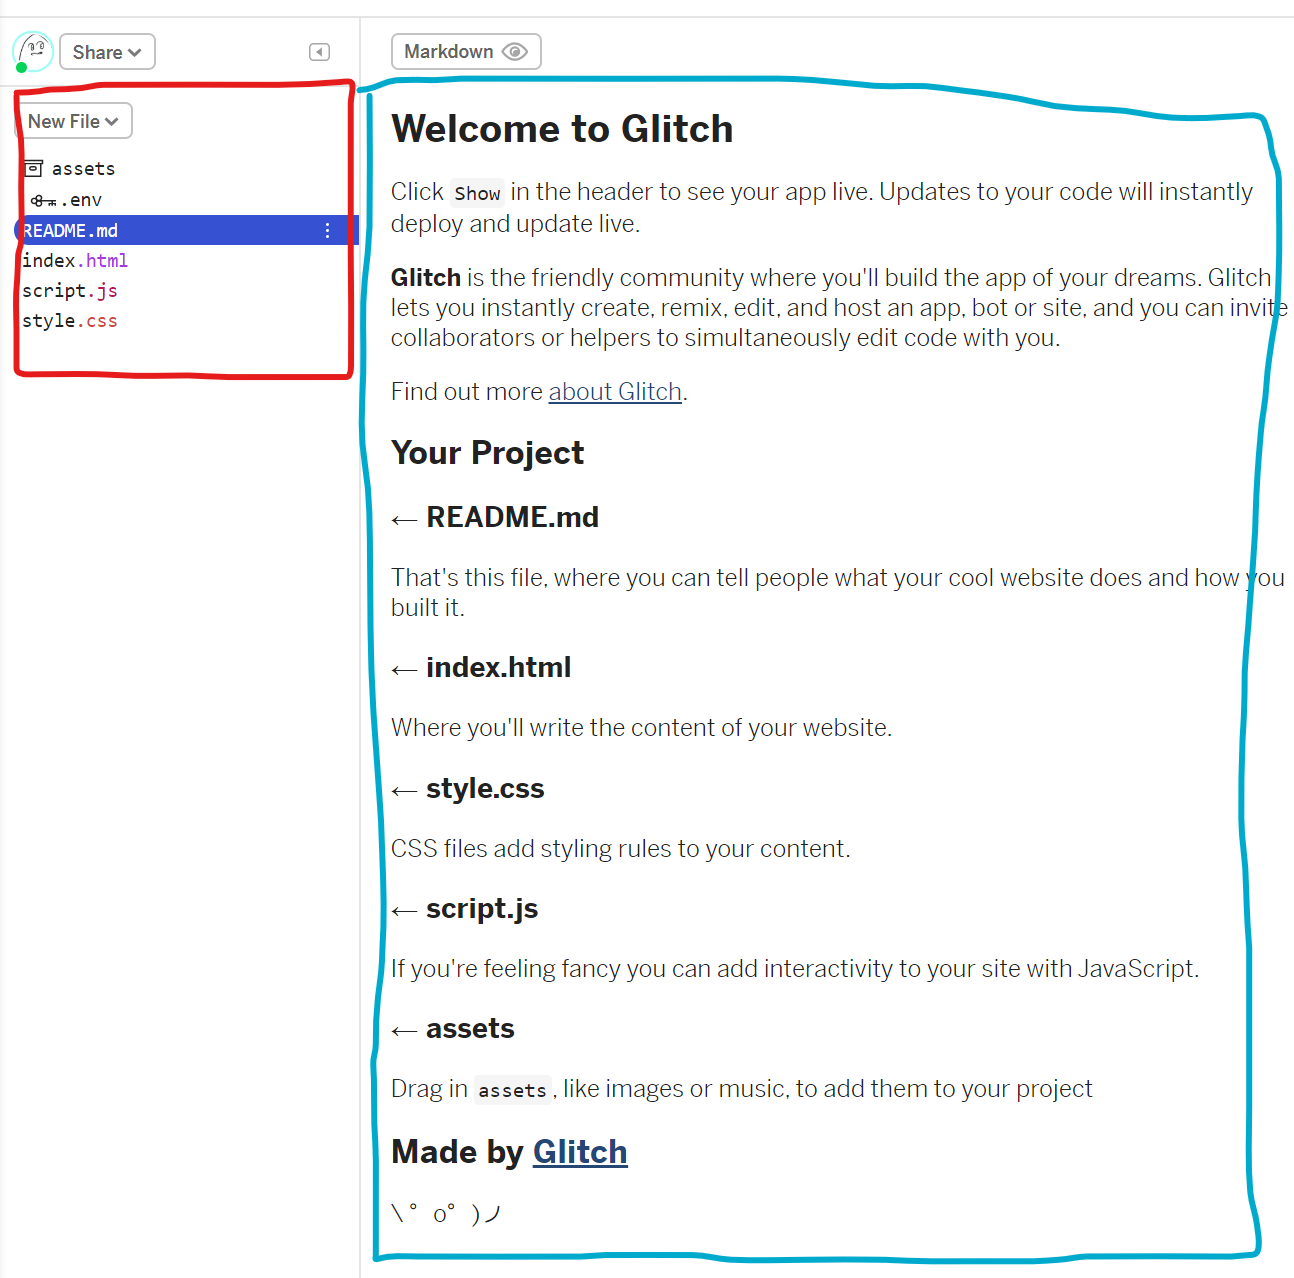 Share
Markdown
New File
assets
.env
README.md
index.html
script.js
style.css
Welcome to Glitch
Click Show in the header to see your app live. Updates to your code will instantly
deploy and update live.
Glitch is the friendly community where you'll build the app of your dreams. Glitch
lets you instantly create, remix, edit, and host an app, bot or site, and you can invite
collaborators or helpers to simultaneously edit code with you.
Find out more about Glitch.
Your Project
← README.md
That's this file, where you can tell people what your cool website does and how you
built it.
← index.html
Where you'll write the content of your website.
← style.css
CSS files add styling rules to your content.
← script.js
If you're feeling fancy you can add interactivity to your site with JavaScript.
← assets
Drag in assets, like images or music, to add them to your project
Made by Glitch
\ ゜o゜)ノ